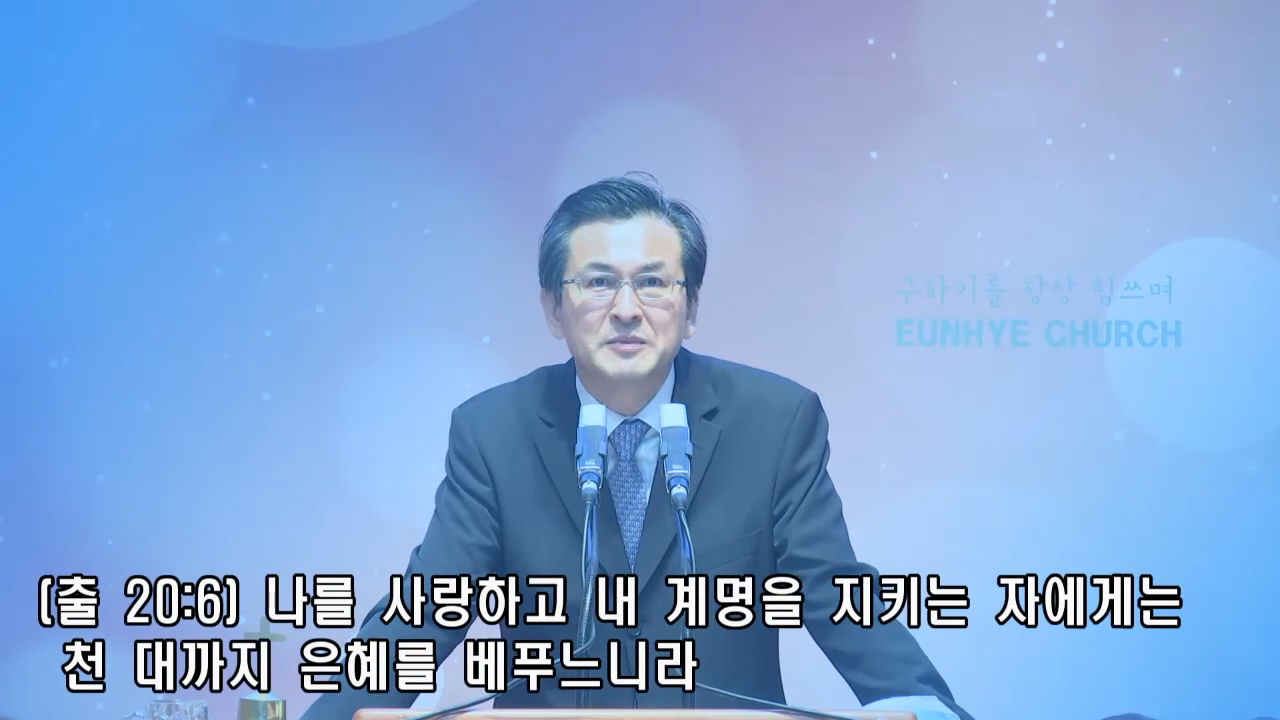 구하기를 항상 힘쓰며
EUNHYE CHURCH
(출 20:6) 나를 사랑하고 내 계명을 지키는 자에게는
천 대까지 은혜를 베푸느니라